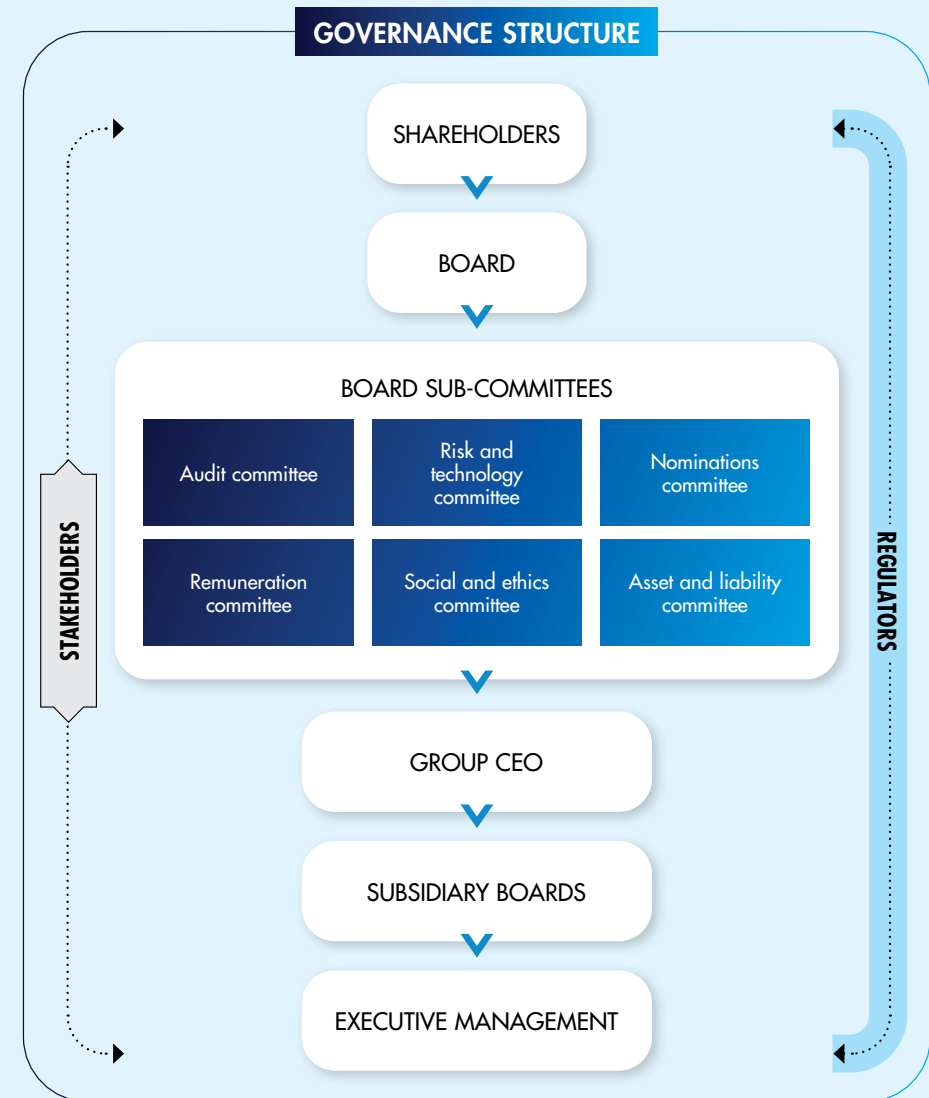 GOVERNANCE STRUCTURE
SHAREHOLDERS
BOARD
BOARD SUB-COMMITTEES
Audit committee
Risk and
technology
committee
Nominations
committee
Remuneration
committee
Social and ethics
committee
Asset and liability
committee
STAKEHOLDERS
REGULATORS
GROUP CEO
SUBSIDIARY BOARDS
EXECUTIVE MANAGEMENT